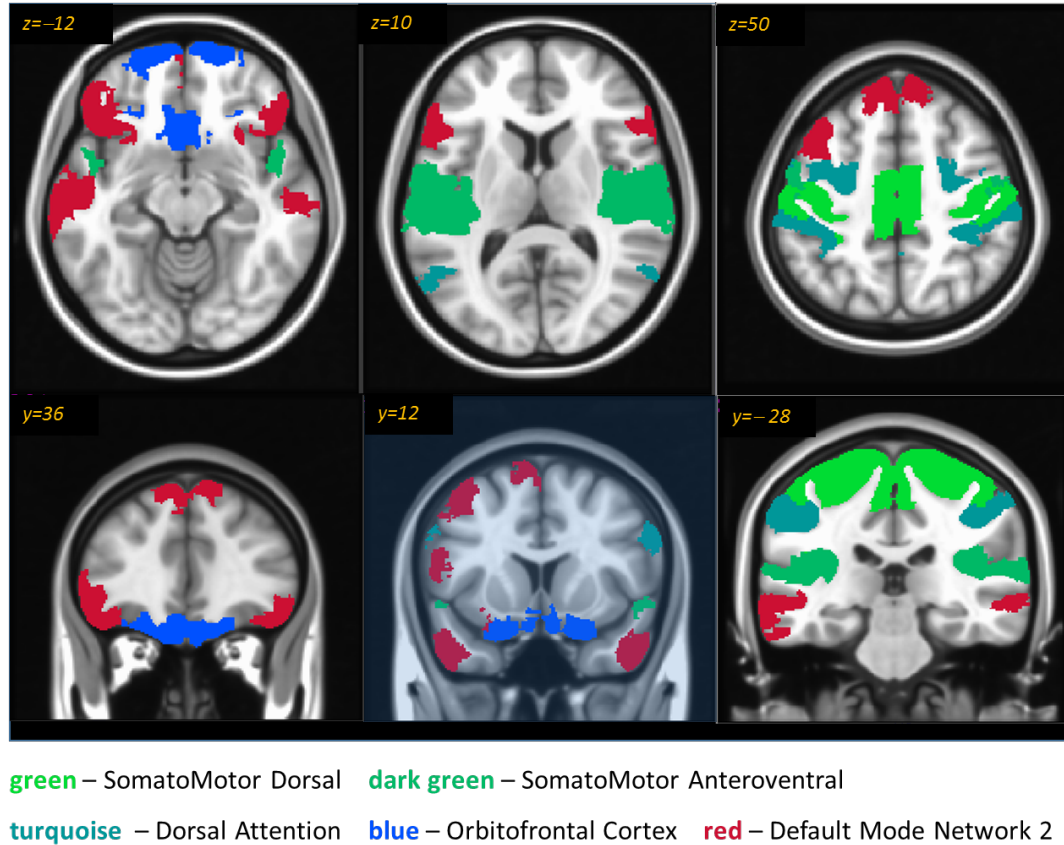 z=−12
z=10
z=50
y=36
y=12
y=−28
green – SomatoMotor Dorsal dark green – SomatoMotor Anteroventral
turquoise – Dorsal Attention blue – Orbitofrontal Cortex red – Default Mode Network 2